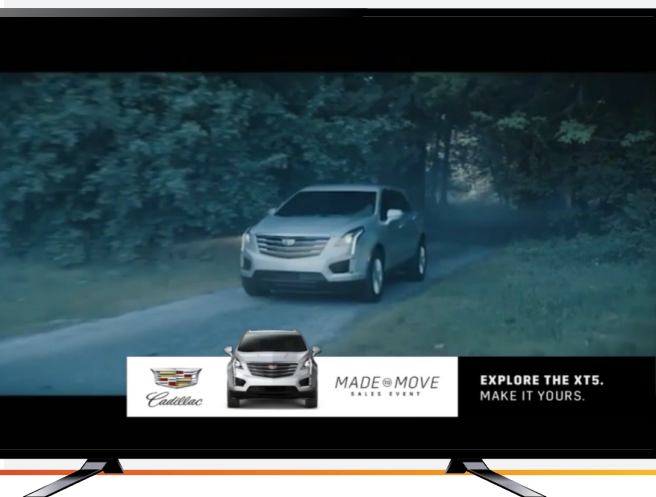 Cadillac
MADE TO MOVE
SALES EVENT
EXPLORE THE XT5.
MAKE IT YOURS.